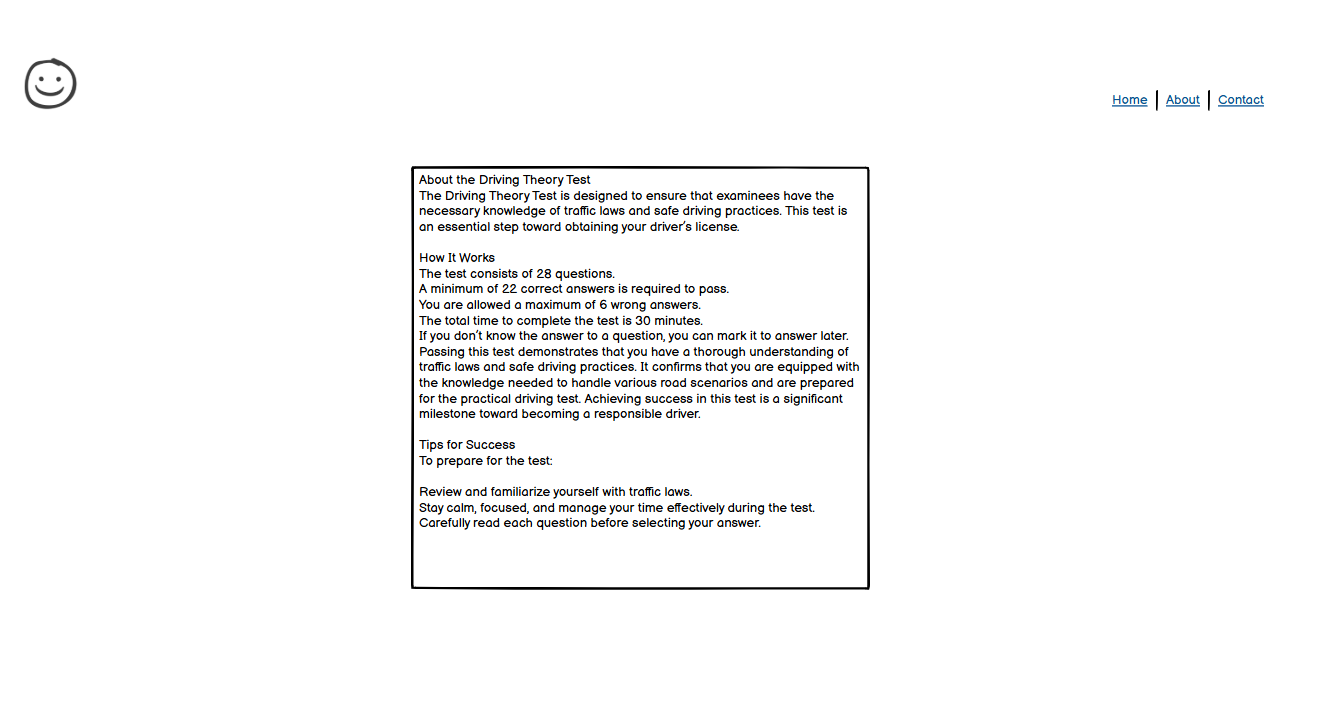 Home | About | Contact
About the Driving Theory Test
The Driving Theory Test is designed to ensure that examinees have the
necessary knowledge of traffic laws and safe driving practices. This test is
an essential step toward obtaining your driver's license.
How It Works
The test consists of 28 questions.
A minimum of 22 correct answers is required to pass.
You are allowed a maximum of 6 wrong answers.
The total time to complete the test is 30 minutes.
If you don't know the answer to a question, you can mark it to answer later.
Passing this test demonstrates that you have a thorough understanding of
traffic laws and safe driving practices. It confirms that you are equipped with
the knowledge needed to handle various road scenarios and are prepared
for the practical driving test. Achieving success in this test is a significant
milestone toward becoming a responsible driver.
Tips for Success
To prepare for the test:
Review and familiarize yourself with traffic laws.
Stay calm, focused, and manage your time effectively during the test.
Carefully read each question before selecting your answer.